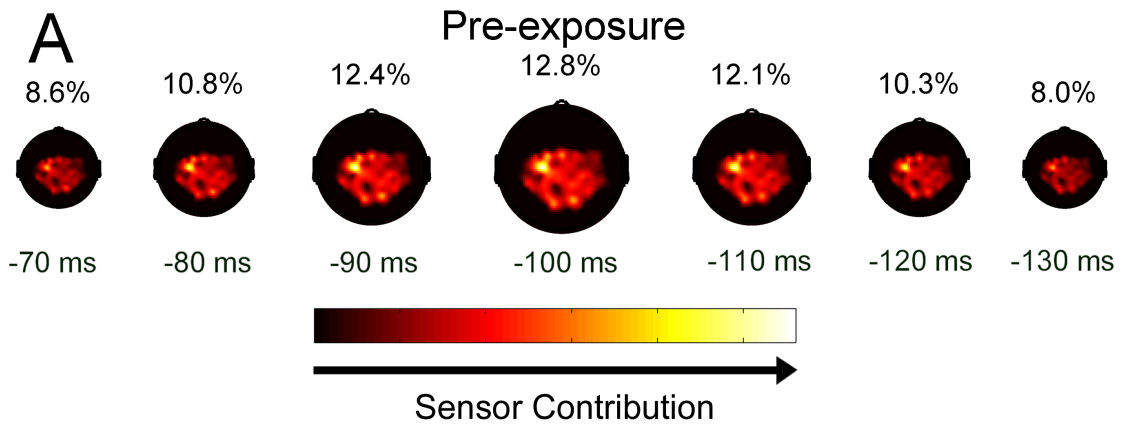 A
Pre-exposure
8.6% 10.8% 12.4% 12.8% 12.1% 10.3% 8.0%
-70 ms -80 ms -90 ms -100 ms -110 ms -120 ms -130 ms
Sensor Contribution